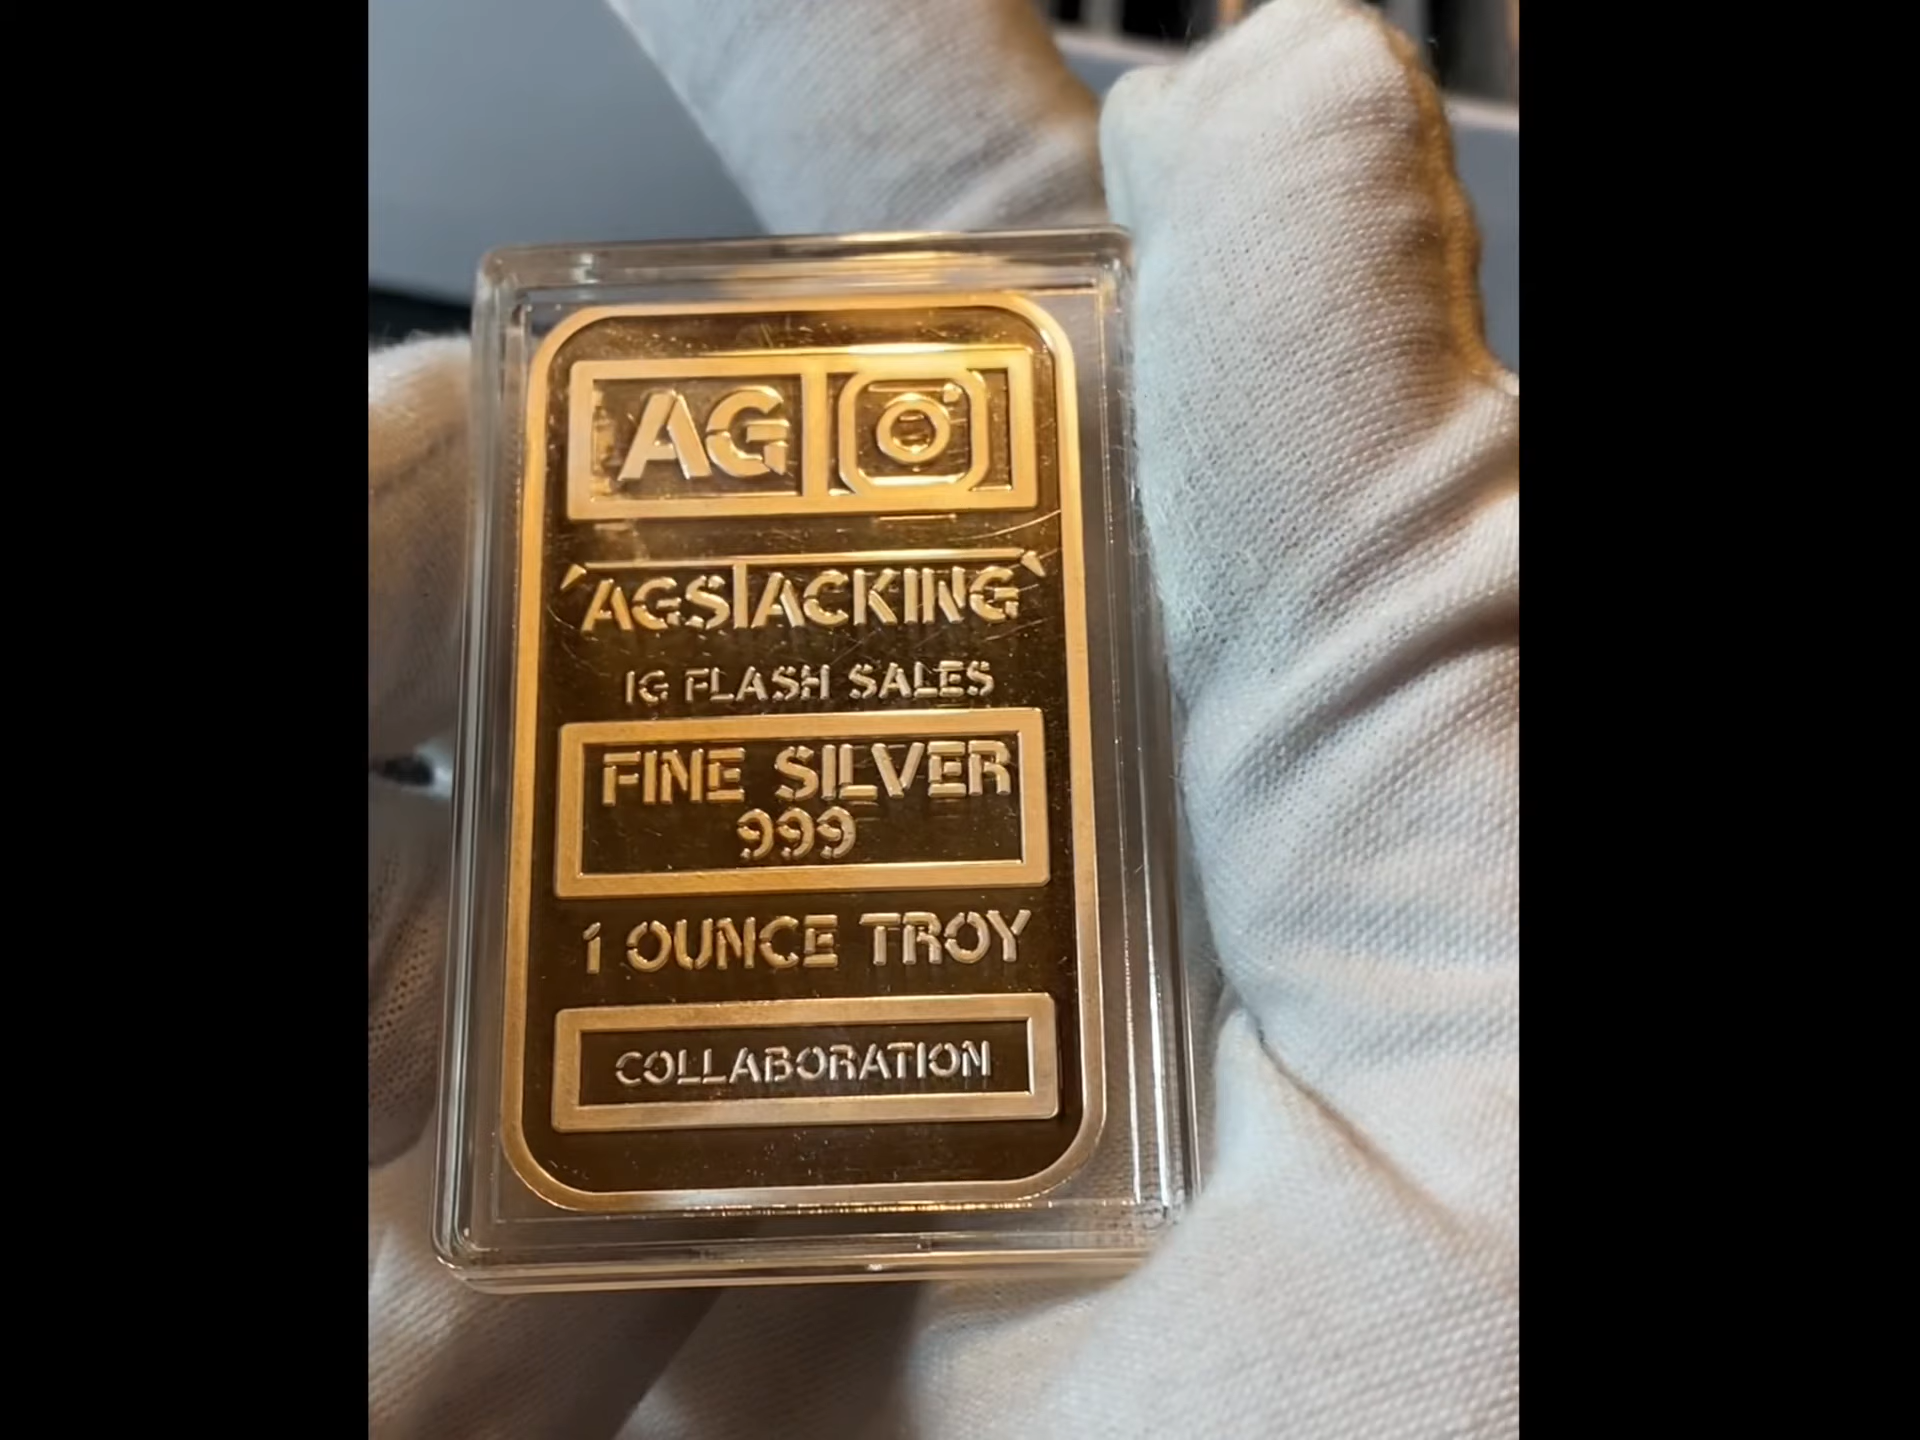 AG
'AGSTACKING'
IG FLASH SALES
FINE SILVER
999
1 OUNCE TROY
COLLABORATION